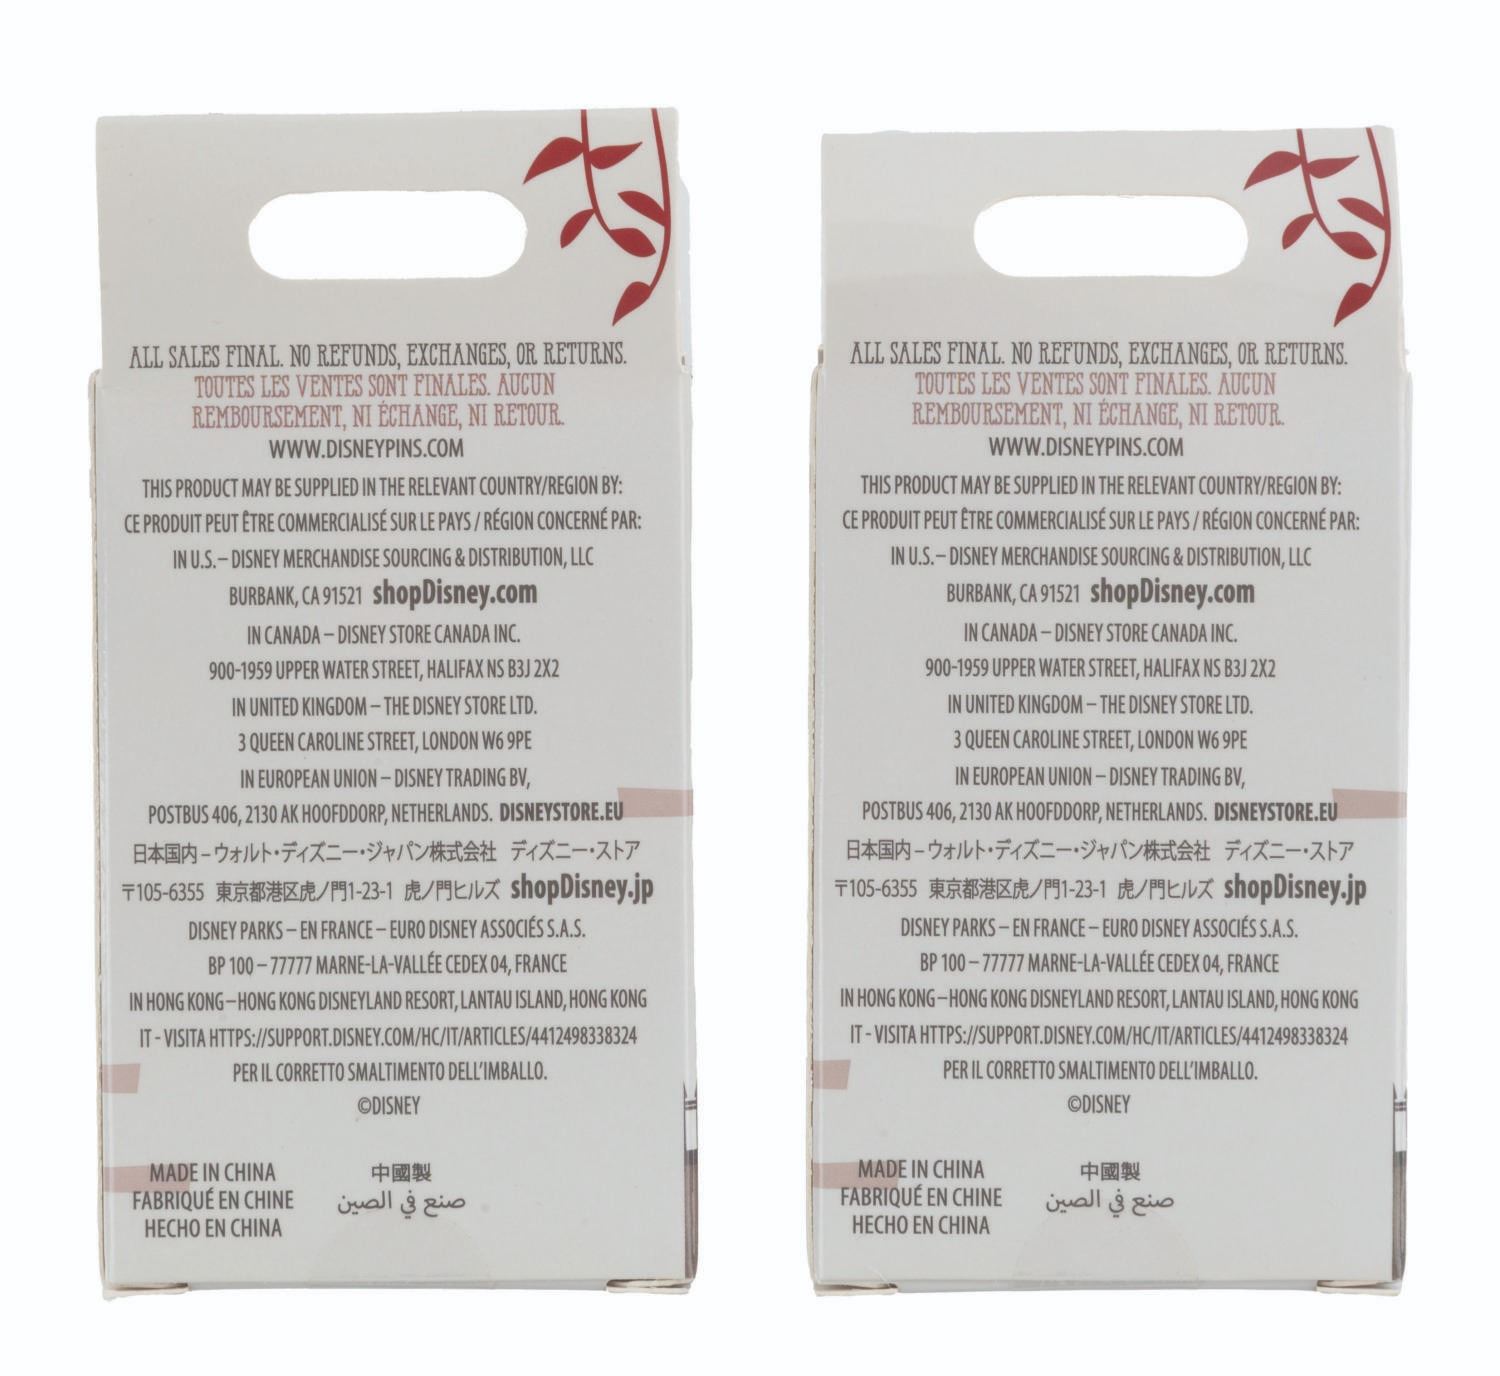 ALL SALES FINAL. NO REFUNDS, EXCHANGES, OR RETURNS.
TOUTES LES VENTES SONT FINALES. AUCUN
REMBOURSEMENT, NI ÉCHANGE, NI RETOUR.
WWW.DISNEYPINS.COM
THIS PRODUCT MAY BE SUPPLIED IN THE RELEVANT COUNTRY/REGION BY:
CE PRODUIT PEUT ÊTRE COMMERCIALISÉ SUR LE PAYS / RÉGION CONCERNÉ PAR:
IN U.S. – DISNEY MERCHANDISE SOURCING & DISTRIBUTION, LLC
BURBANK, CA 91521 shopDisney.com
IN CANADA – DISNEY STORE CANADA INC.
900-1959 UPPER WATER STREET, HALIFAX NS B3J 2X2
IN UNITED KINGDOM – THE DISNEY STORE LTD.
3 QUEEN CAROLINE STREET, LONDON W6 9PE
IN EUROPEAN UNION – DISNEY TRADING BV,
POSTBUS 406, 2130 AK HOOFDDORP, NETHERLANDS. DISNEYSTORE.EU
日本国内 – ウォルト・ディズニー・ジャパン株式会社 ディズニー・ストア
〒105-6355 東京都港区虎ノ門1-23-1 虎ノ門ヒルズ shopDisney.jp
DISNEY PARKS – EN FRANCE – EURO DISNEY ASSOCIÉS S.A.S.
BP 100 – 77777 MARNE-LA-VALLÉE CEDEX 04, FRANCE
IN HONG KONG – HONG KONG DISNEYLAND RESORT, LANTAU ISLAND, HONG KONG
IT - VISITA HTTPS://SUPPORT.DISNEY.COM/HC/IT/ARTICLES/4412498338324
PER IL CORRETTO SMALTIMENTO DELL'IMBALLO.
©DISNEY
MADE IN CHINA
FABRIQUÉ EN CHINE
HECHO EN CHINA
中國製
صنع في الصين
ALL SALES FINAL. NO REFUNDS, EXCHANGES, OR RETURNS.
TOUTES LES VENTES SONT FINALES. AUCUN
REMBOURSEMENT, NI ÉCHANGE, NI RETOUR.
WWW.DISNEYPINS.COM
THIS PRODUCT MAY BE SUPPLIED IN THE RELEVANT COUNTRY/REGION BY:
CE PRODUIT PEUT ÊTRE COMMERCIALISÉ SUR LE PAYS / RÉGION CONCERNÉ PAR:
IN U.S. – DISNEY MERCHANDISE SOURCING & DISTRIBUTION, LLC
BURBANK, CA 91521 shopDisney.com
IN CANADA – DISNEY STORE CANADA INC.
900-1959 UPPER WATER STREET, HALIFAX NS B3J 2X2
IN UNITED KINGDOM – THE DISNEY STORE LTD.
3 QUEEN CAROLINE STREET, LONDON W6 9PE
IN EUROPEAN UNION – DISNEY TRADING BV,
POSTBUS 406, 2130 AK HOOFDDORP, NETHERLANDS. DISNEYSTORE.EU
日本国内 – ウォルト・ディズニー・ジャパン株式会社 ディズニー・ストア
〒105-6355 東京都港区虎ノ門1-23-1 虎ノ門ヒルズ shopDisney.jp
DISNEY PARKS – EN FRANCE – EURO DISNEY ASSOCIÉS S.A.S.
BP 100 – 77777 MARNE-LA-VALLÉE CEDEX 04, FRANCE
IN HONG KONG – HONG KONG DISNEYLAND RESORT, LANTAU ISLAND, HONG KONG
IT - VISITA HTTPS://SUPPORT.DISNEY.COM/HC/IT/ARTICLES/4412498338324
PER IL CORRETTO SMALTIMENTO DELL'IMBALLO.
©DISNEY
MADE IN CHINA
FABRIQUÉ EN CHINE
HECHO EN CHINA
中國製
صنع في الصين